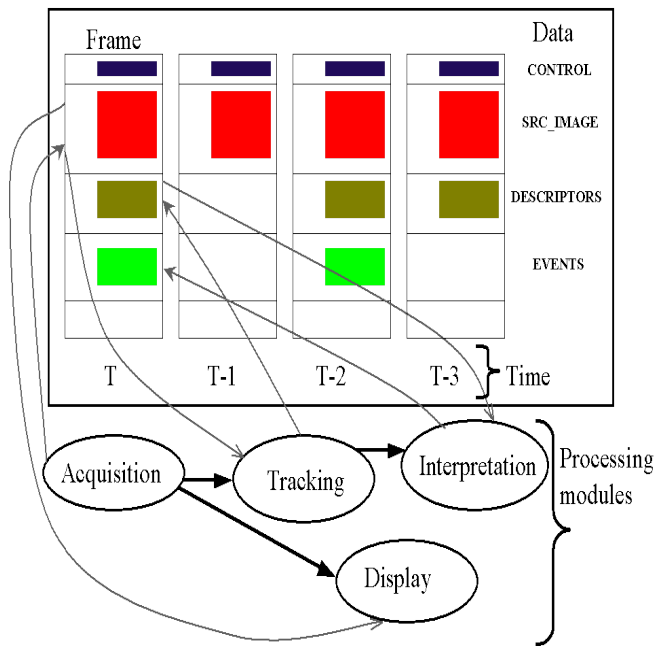 Frame
Data
CONTROL
SRC_IMAGE
DESCRIPTORS
EVENTS
T
T-1
T-2
T-3
Time
Acquisition
Tracking
Interpretation
Display
Processing
modules